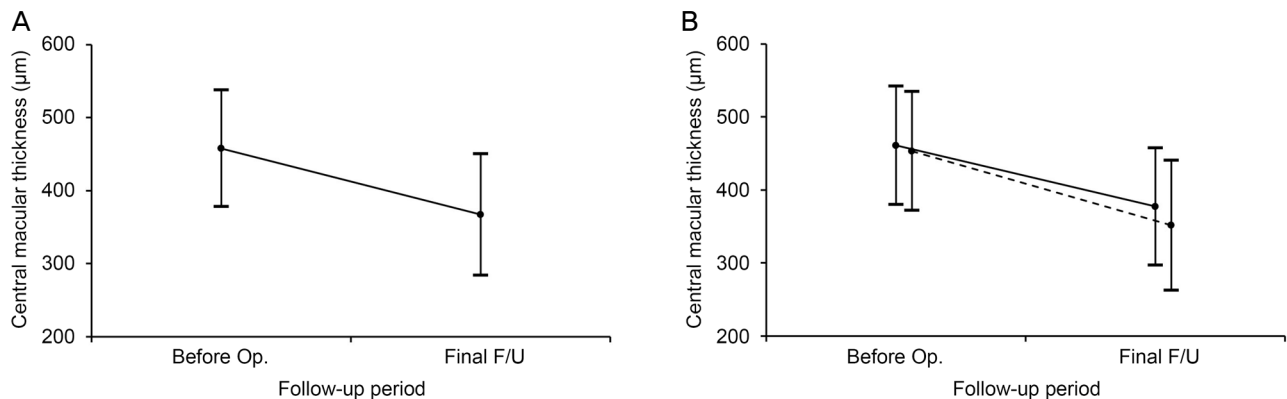 A
Central macular thickness (μm)
600
500
400
300
200
Before Op.
Final F/U
Follow-up period
B
Central macular thickness (μm)
600
500
400
300
200
Before Op.
Final F/U
Follow-up period